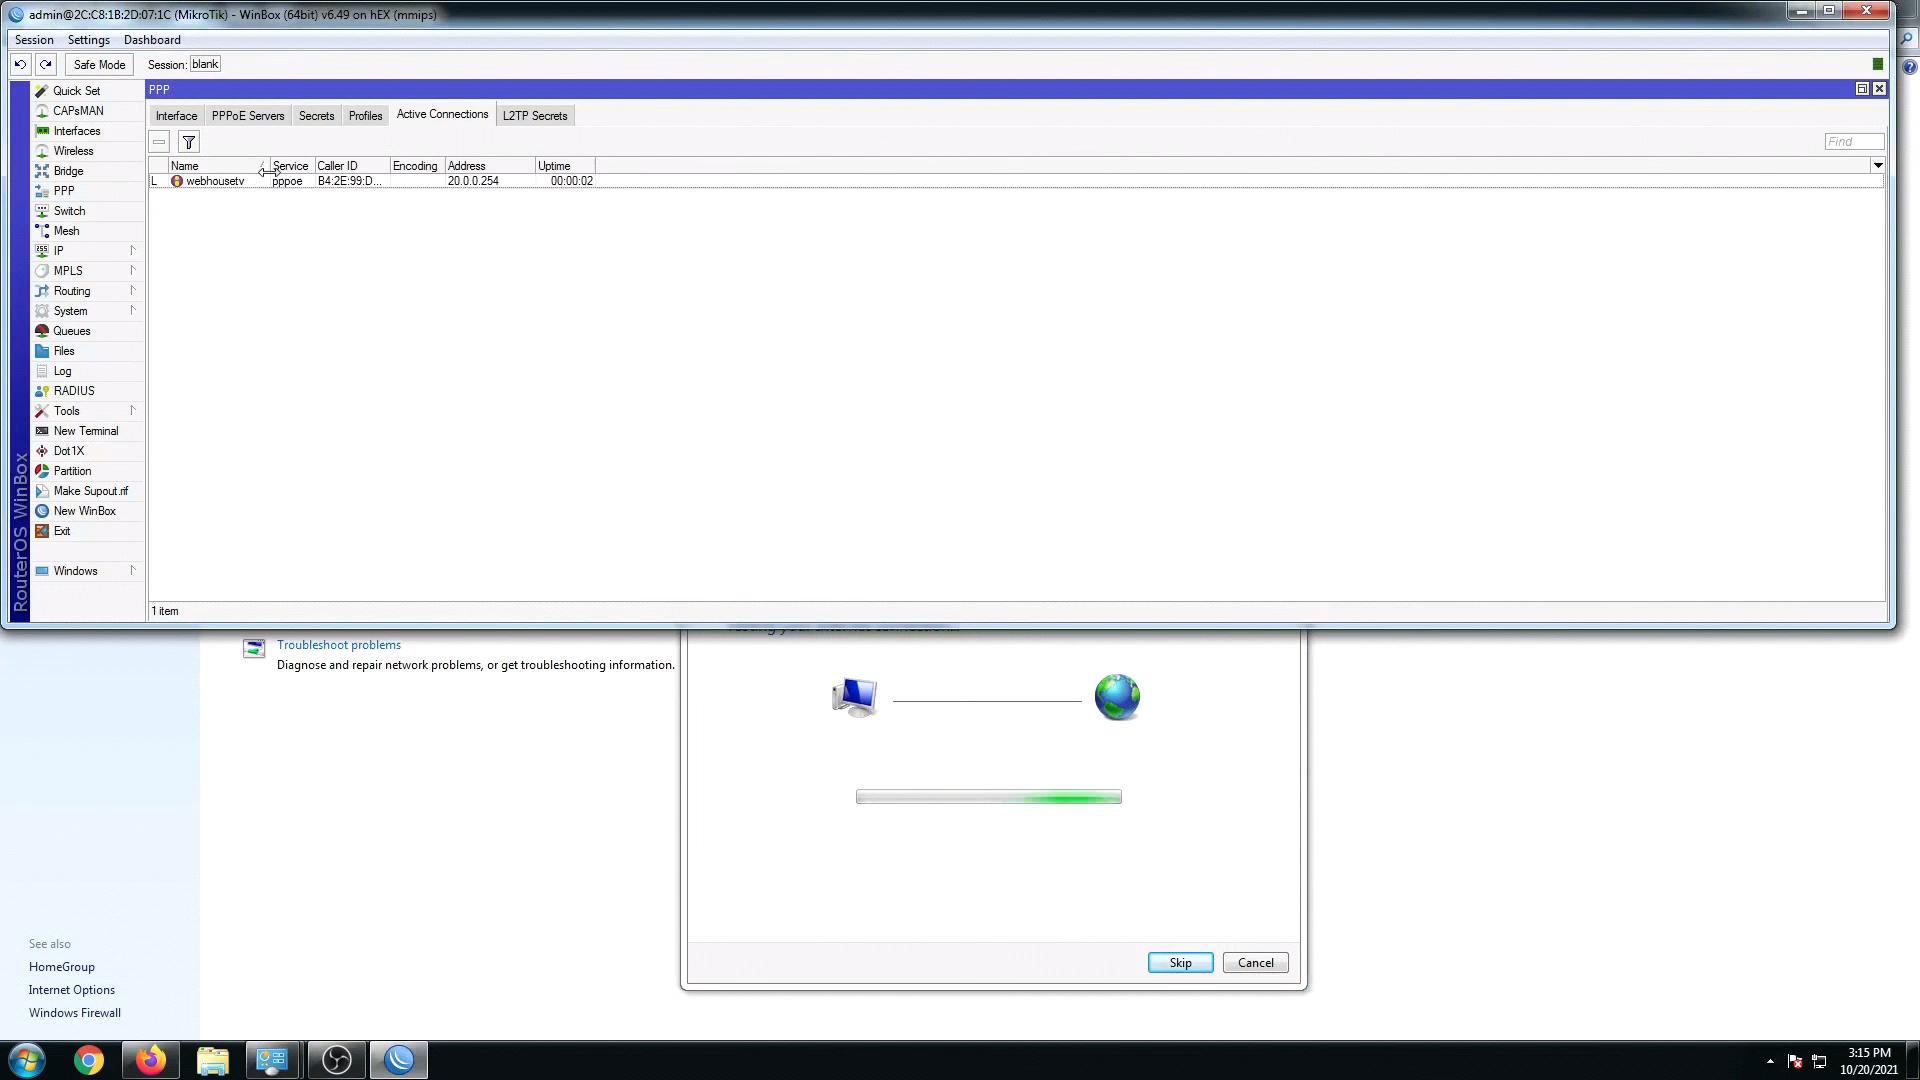 admin@2C:C8:1B:2D:07:1C (MikroTik) - WinBox (64bit) v6.49 on hEX (mmips)
Session Settings Dashboard
Safe Mode Session: blank
PPP
Interface PPPoE Servers Secrets Profiles Active Connections L2TP Secrets
Find
Name Service Caller ID Encoding Address Uptime
L webhousetv pppoe B4:2E:99:D... 20.0.0.254 00:00:02
Quick Set
CAPsMAN
Interfaces
Wireless
Bridge
PPP
Switch
Mesh
IP
MPLS
Routing
System
Queues
Files
Log
RADIUS
Tools
New Terminal
Dot1X
Partition
Make Supout.rif
New WinBox
Exit
Windows
RouterOS WinBox
1 item
Troubleshoot problems
Diagnose and repair network problems, or get troubleshooting information.
Skip Cancel
See also
HomeGroup
Internet Options
Windows Firewall
3:15 PM
10/20/2021